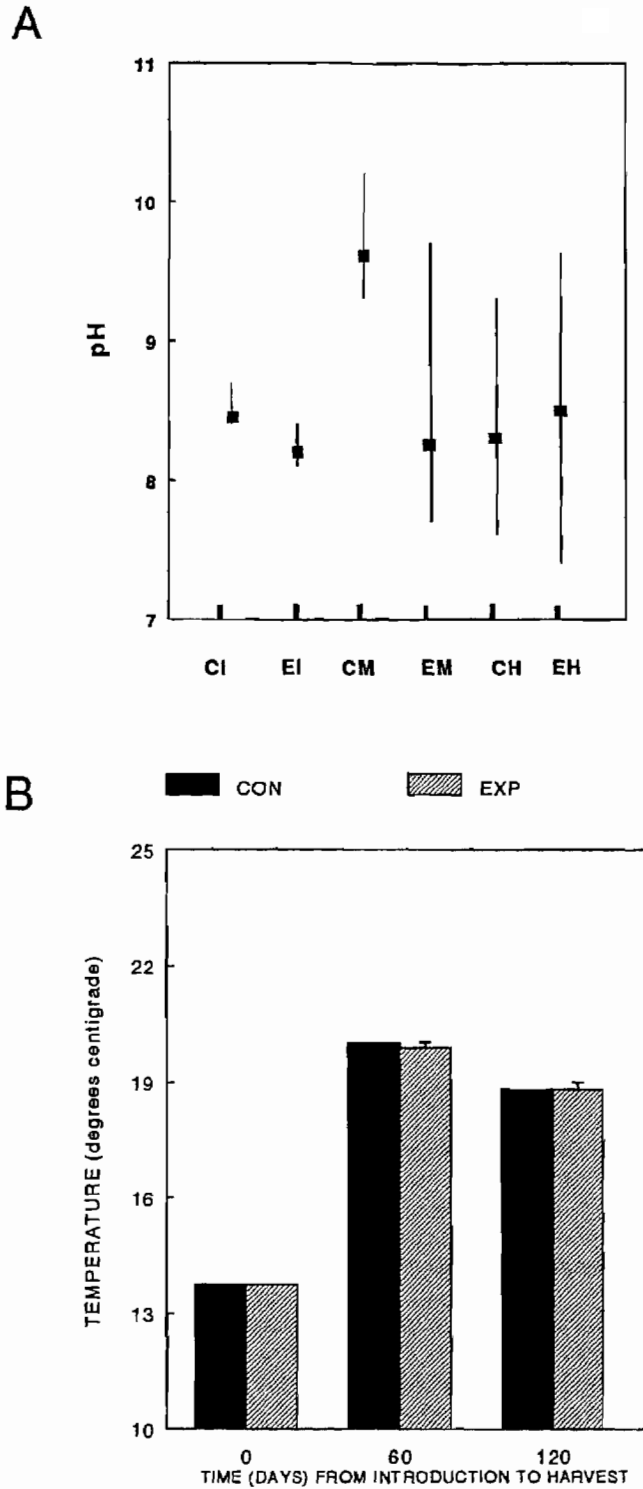 A
11
10
9
8
7
pH
CI EI CM EM CH EH
B
CON EXP
25
22
19
16
13
10
TEMPERATURE (degrees centigrade)
0 60 120
TIME (DAYS) FROM INTRODUCTION TO HARVEST